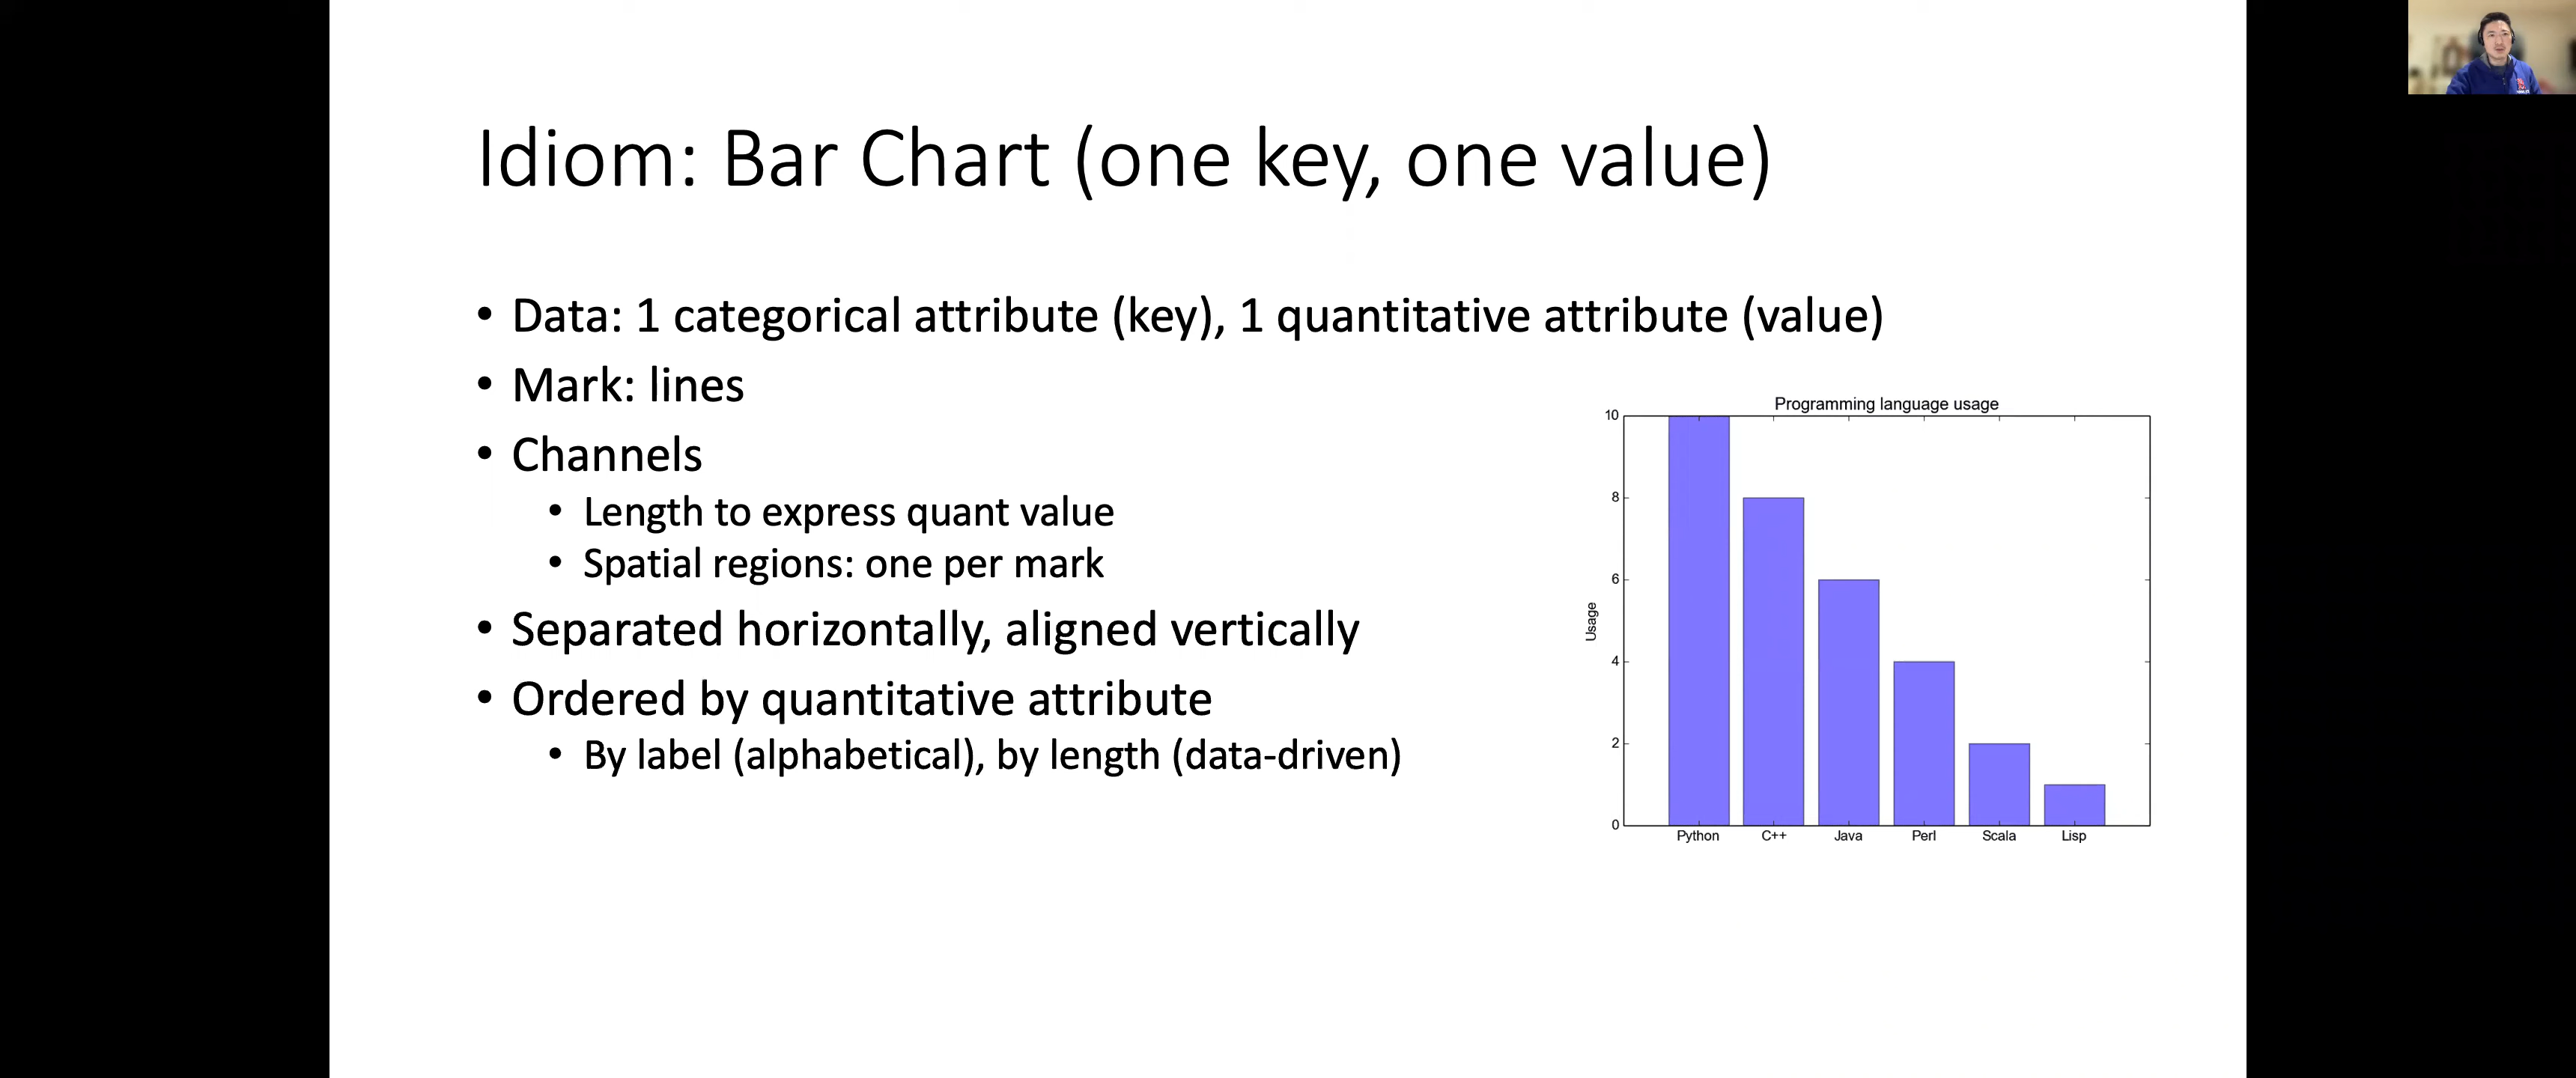 Idiom: Bar Chart (one key, one value)
• Data: 1 categorical attribute (key), 1 quantitative attribute (value)
• Mark: lines
• Channels
• Length to express quant value
• Spatial regions: one per mark
• Separated horizontally, aligned vertically
• Ordered by quantitative attribute
• By label (alphabetical), by length (data-driven)
Programming language usage
10
8
6
4
2
0
Usage
Python C++ Java Perl Scala Lisp